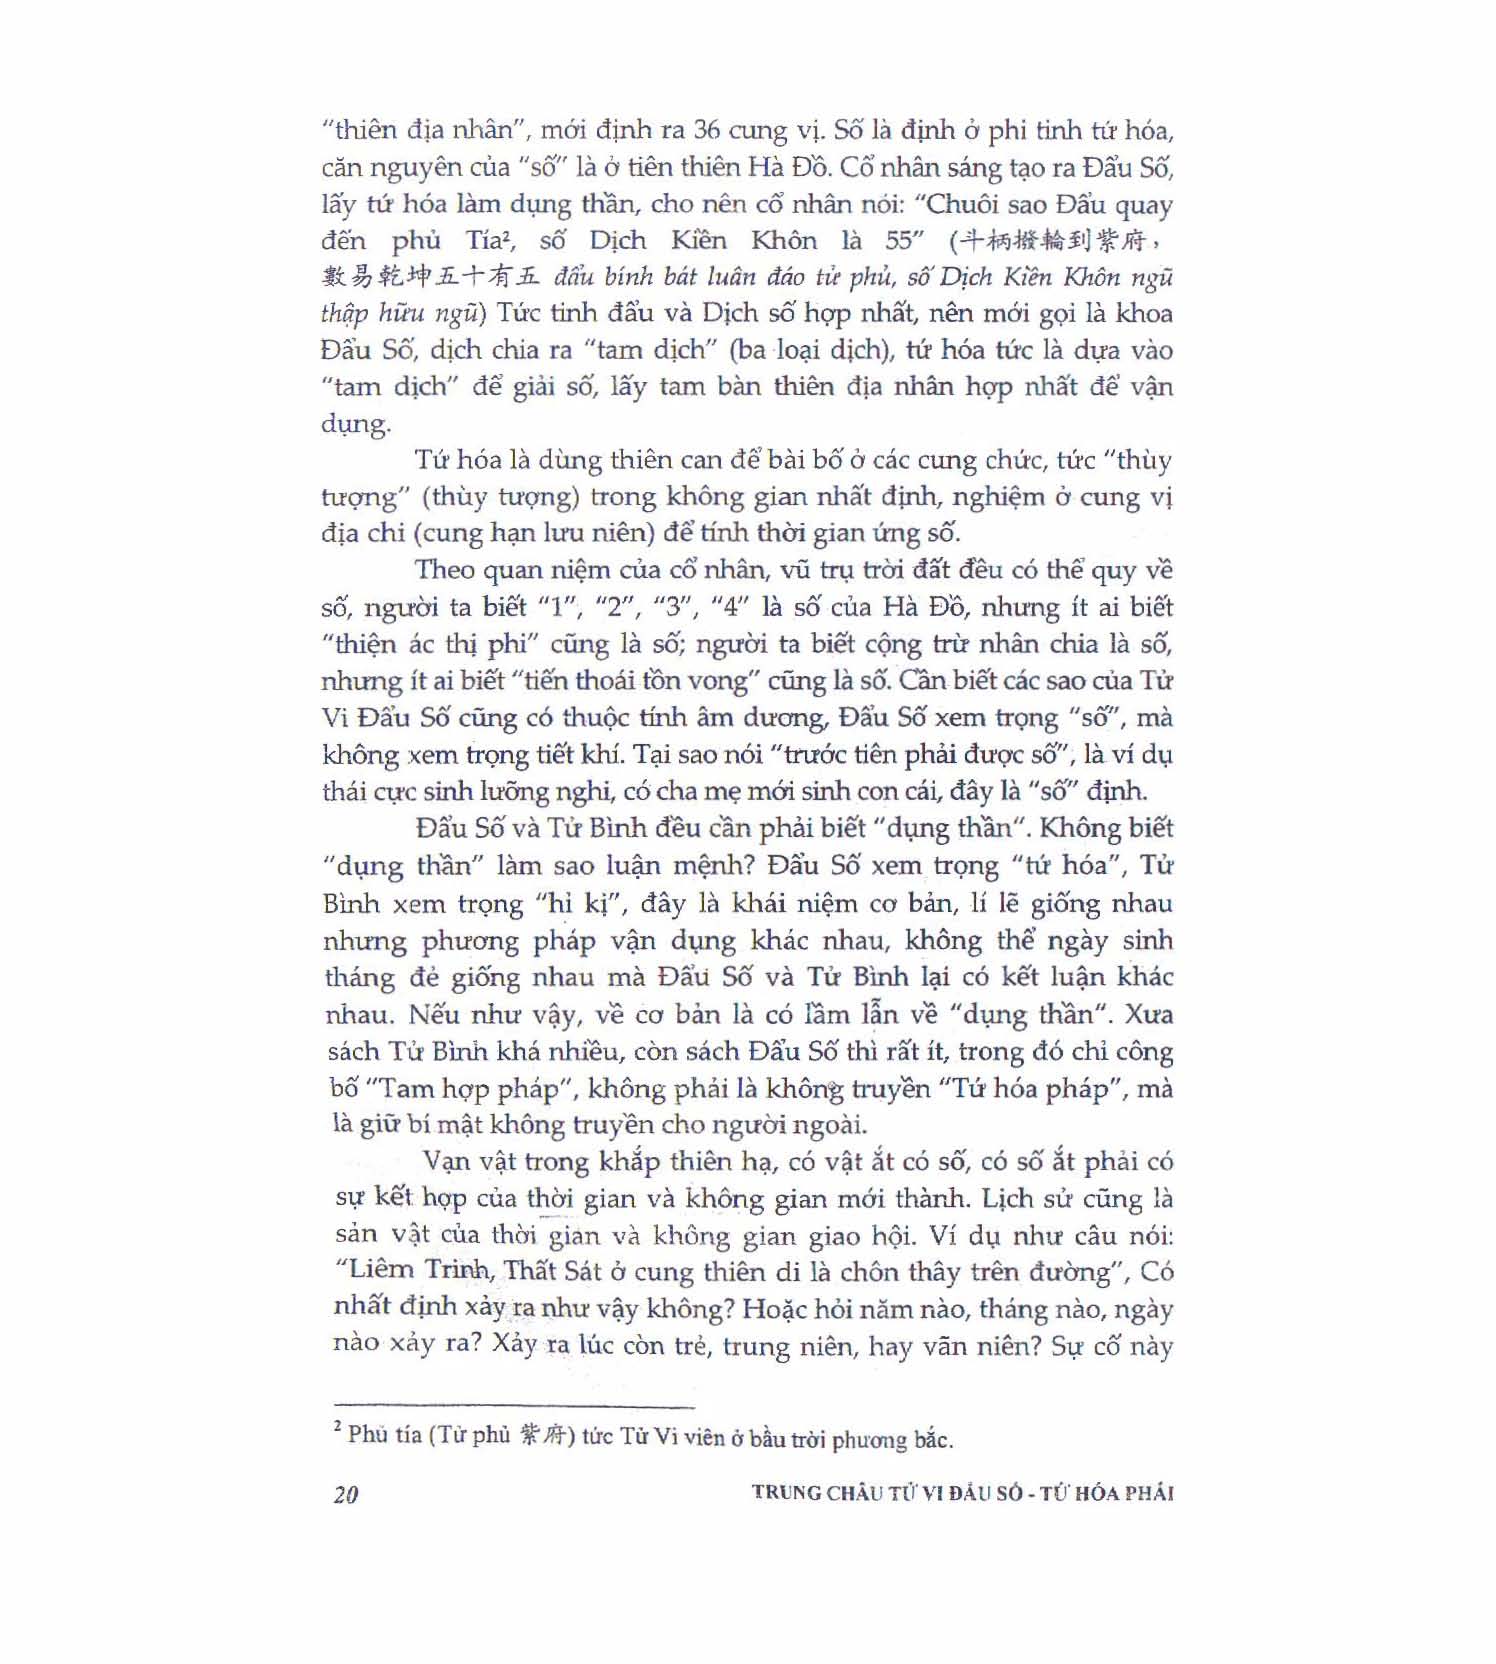 “thiên địa nhân”, mới định ra 36 cung vị. Số là định ở phi tinh tứ hóa,
căn nguyên của “số” là ở tiên thiên Hà Đồ. Cổ nhân sáng tạo ra Đẩu Số,
lấy tứ hóa làm dụng thần, cho nên cổ nhân nói: “Chuôi sao Đẩu quay
đến phủ Tía², số Dịch Kiền Khôn là 55” (斗柄撥輪到紫府，
數易乾坤五十有五 đẩu bính bát luân đáo tử phủ, số Dịch Kiền Khôn ngũ
thập hữu ngũ) Tức tinh đẩu và Dịch số hợp nhất, nên mới gọi là khoa
Đẩu Số, dịch chia ra “tam dịch” (ba loại dịch), tứ hóa tức là dựa vào
“tam dịch” để giải số, lấy tam bàn thiên địa nhân hợp nhất để vận
dụng.
Tứ hóa là dùng thiên can để bài bố ở các cung chức, tức “thùy
tượng” (thùy tượng) trong không gian nhất định, nghiệm ở cung vị
địa chi (cung hạn lưu niên) để tính thời gian ứng số.
Theo quan niệm của cổ nhân, vũ trụ trời đất đều có thể quy về
số, người ta biết “1”, “2”, “3”, “4” là số của Hà Đồ, nhưng ít ai biết
“thiện ác thị phi” cũng là số; người ta biết cộng trừ nhân chia là số,
nhưng ít ai biết “tiến thoái tồn vong” cũng là số. Cần biết các sao của Tử
Vi Đẩu Số cũng có thuộc tính âm dương, Đẩu Số xem trọng “số”, mà
không xem trọng tiết khí. Tại sao nói “trước tiên phải được số”, là ví dụ
thái cực sinh lưỡng nghi, có cha mẹ mới sinh con cái, đây là “số” định.
Đẩu Số và Tử Bình đều cần phải biết “dụng thần“. Không biết
“dụng thần” làm sao luận mệnh? Đẩu Số xem trọng “tứ hóa”, Tử
Bình xem trọng “hỉ kị”, đây là khái niệm cơ bản, lí lẽ giống nhau
nhưng phương pháp vận dụng khác nhau, không thể ngày sinh
tháng đẻ giống nhau mà Đẩu Số và Tử Bình lại có kết luận khác
nhau. Nếu như vậy, về cơ bản là có lầm lẫn về “dụng thần“. Xưa
sách Tử Bình khá nhiều, còn sách Đẩu Số thì rất ít, trong đó chỉ công
bố “Tam hợp pháp”, không phải là không truyền “Tứ hóa pháp”, mà
là giữ bí mật không truyền cho người ngoài.
Vạn vật trong khắp thiên hạ, có vật ắt có số, có số ắt phải có
sự kết hợp của thời gian và không gian mới thành. Lịch sử cũng là
sản vật của thời gian và không gian giao hội. Ví dụ như câu nói:
“Liêm Trinh, Thất Sát ở cung thiên di là chôn thây trên đường”, Có
nhất định xảy ra như vậy không? Hoặc hỏi năm nào, tháng nào, ngày
nào xảy ra? Xảy ra lúc còn trẻ, trung niên, hay vãn niên? Sự cố này
² Phủ tía (Tử phủ 紫府) tức Tử Vi viên ở bầu trời phương bắc.
20 TRUNG CHÂU TỬ VI ĐẨU SỐ - TỨ HÓA PHÁI